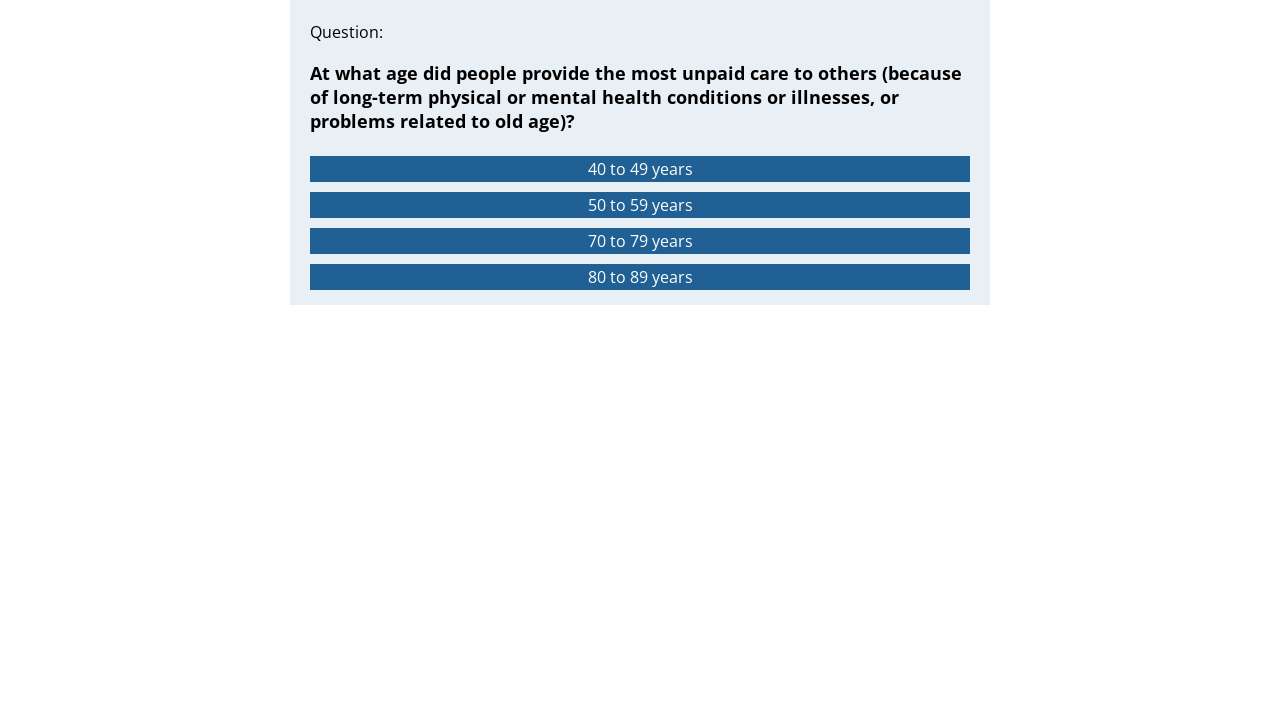 Question:
At what age did people provide the most unpaid care to others (because
of long-term physical or mental health conditions or illnesses, or
problems related to old age)?
40 to 49 years
50 to 59 years
70 to 79 years
80 to 89 years